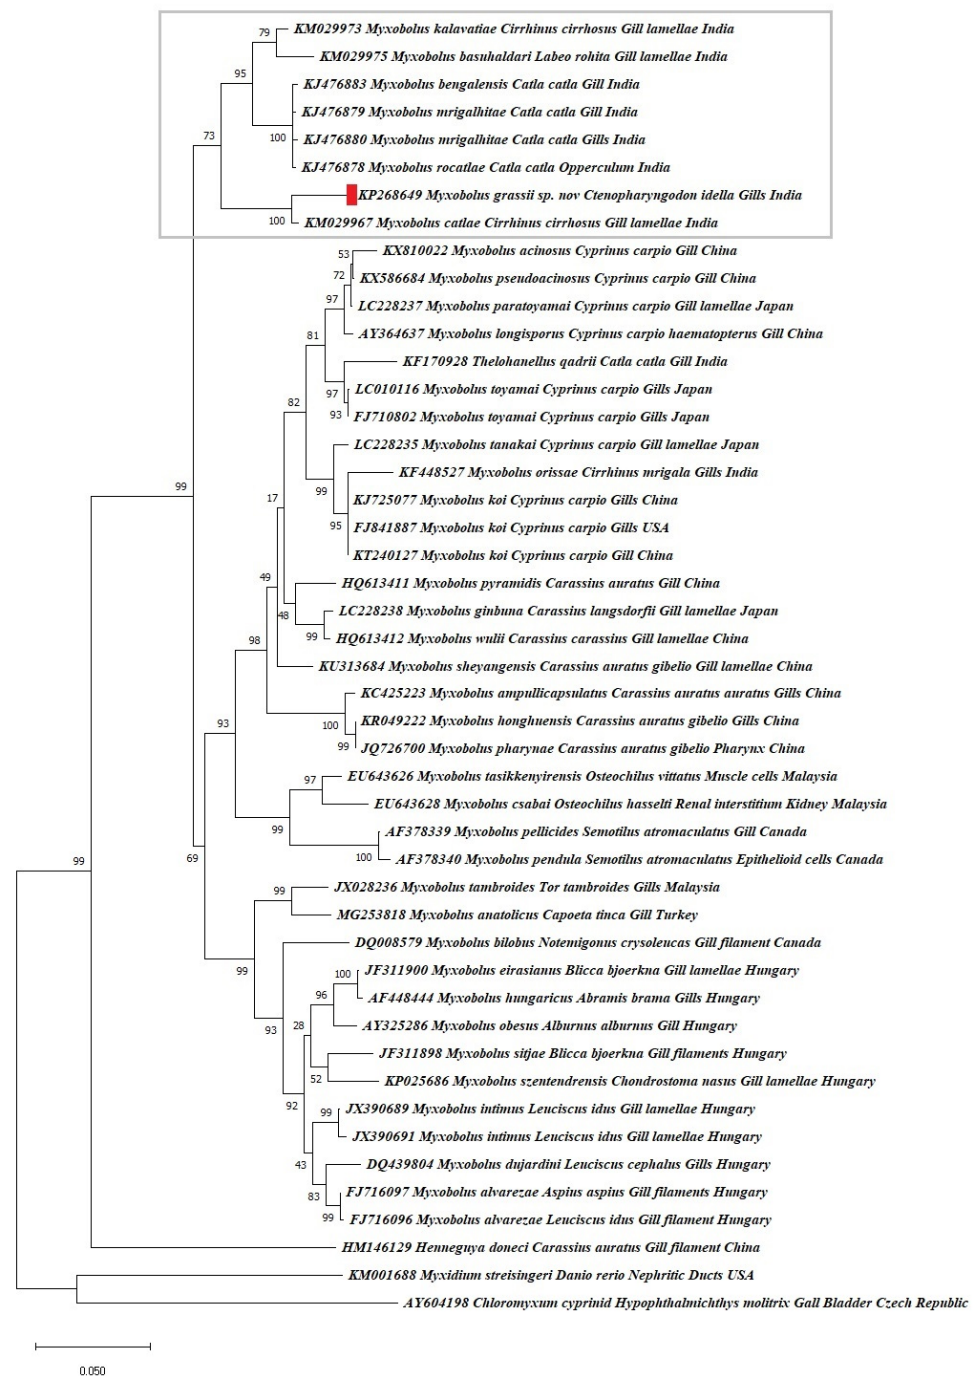 79
KM029973 Myxobolus kalavatiae Cirrhinus cirrhosus Gill lamellae India
KM029975 Myxobolus basuhaldari Labeo rohita Gill lamellae India
95
KJ476883 Myxobolus bengalensis Catla catla Gill India
KJ476879 Myxobolus mrigalhitae Catla catla Gill India
100
KJ476880 Myxobolus mrigalhitae Catla catla Gills India
73
KJ476878 Myxobolus rocatlae Catla catla Opperculum India
KP268649 Myxobolus grassii sp. nov Ctenopharyngodon idella Gills India
100
KM029967 Myxobolus catlae Cirrhinus cirrhosus Gill lamellae India
53
KX810022 Myxobolus acinosus Cyprinus carpio Gill China
72
KX586684 Myxobolus pseudoacinosus Cyprinus carpio Gill China
97
LC228237 Myxobolus paratoyamai Cyprinus carpio Gill lamellae Japan
81
AY364637 Myxobolus longisporus Cyprinus carpio haematopterus Gill China
KF170928 Thelohanellus qadrii Catla catla Gill India
97
LC010116 Myxobolus toyamai Cyprinus carpio Gills Japan
82
93
FJ710802 Myxobolus toyamai Cyprinus carpio Gills Japan
LC228235 Myxobolus tanakai Cyprinus carpio Gill lamellae Japan
KF448527 Myxobolus orissae Cirrhinus mrigala Gills India
99
99
17
KJ725077 Myxobolus koi Cyprinus carpio Gills China
95
FJ841887 Myxobolus koi Cyprinus carpio Gills USA
KT240127 Myxobolus koi Cyprinus carpio Gill China
49
HQ613411 Myxobolus pyramidis Carassius auratus Gill China
48
LC228238 Myxobolus ginbuna Carassius langsdorfii Gill lamellae Japan
99
HQ613412 Myxobolus wulii Carassius carassius Gill lamellae China
98
KU313684 Myxobolus sheyangensis Carassius auratus gibelio Gill lamellae China
KC425223 Myxobolus ampullicapsulatus Carassius auratus auratus Gills China
93
100
KR049222 Myxobolus honghuensis Carassius auratus gibelio Gills China
99
JQ726700 Myxobolus pharynae Carassius auratus gibelio Pharynx China
97
EU643626 Myxobolus tasikkenyirensis Osteochilus vittatus Muscle cells Malaysia
EU643628 Myxobolus csabai Osteochilus hasselti Renal interstitium Kidney Malaysia
99
AF378339 Myxobolus pellicides Semotilus atromaculatus Gill Canada
99
69
100
AF378340 Myxobolus pendula Semotilus atromaculatus Epithelioid cells Canada
99
JX028236 Myxobolus tambroides Tor tambroides Gills Malaysia
MG253818 Myxobolus anatolicus Capoeta tinca Gill Turkey
DQ008579 Myxobolus bilobus Notemigonus crysoleucas Gill filament Canada
99
100
JF311900 Myxobolus eirasianus Blicca bjoerkna Gill lamellae Hungary
96
AF448444 Myxobolus hungaricus Abramis brama Gills Hungary
93
28
AY325286 Myxobolus obesus Alburnus alburnus Gill Hungary
JF311898 Myxobolus sitjae Blicca bjoerkna Gill filaments Hungary
52
KP025686 Myxobolus szentendrensis Chondrostoma nasus Gill lamellae Hungary
92
99
JX390689 Myxobolus intimus Leuciscus idus Gill lamellae Hungary
JX390691 Myxobolus intimus Leuciscus idus Gill lamellae Hungary
43
DQ439804 Myxobolus dujardini Leuciscus cephalus Gills Hungary
83
FJ716097 Myxobolus alvarezae Aspius aspius Gill filaments Hungary
99
FJ716096 Myxobolus alvarezae Leuciscus idus Gill filament Hungary
HM146129 Henneguya doneci Carassius auratus Gill filament China
KM001688 Myxidium streisingeri Danio rerio Nephritic Ducts USA
AY604198 Chloromyxum cyprinid Hypophthalmichthys molitrix Gall Bladder Czech Republic
0.050